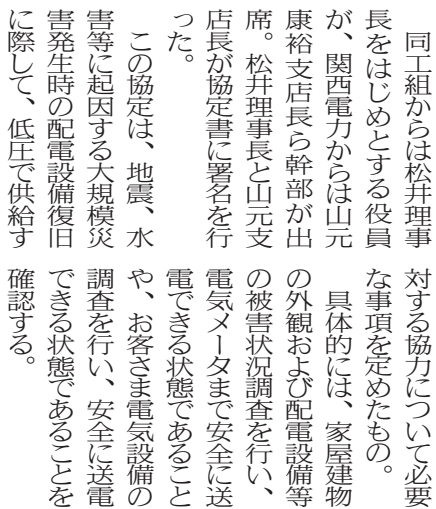 同工組からは松井理事
長をはじめとする役員
が、関西電力からは山元
康裕支店長ら幹部が出
席。松井理事長と山元支
店長が協定書に署名を行
った。
この協定は、地震、水
害等に起因する大規模災
害発生時の配電設備復旧
に際して、低圧で供給す
対する協力について必要
な事項を定めたもの。
具体的には、家屋建物
の外観および配電設備等
の被害状況調査を行い、
電気メータまで安全に送
電できる状態であること
や、お客さま電気設備の
調査を行い、安全に送電
できる状態であることを
確認する。